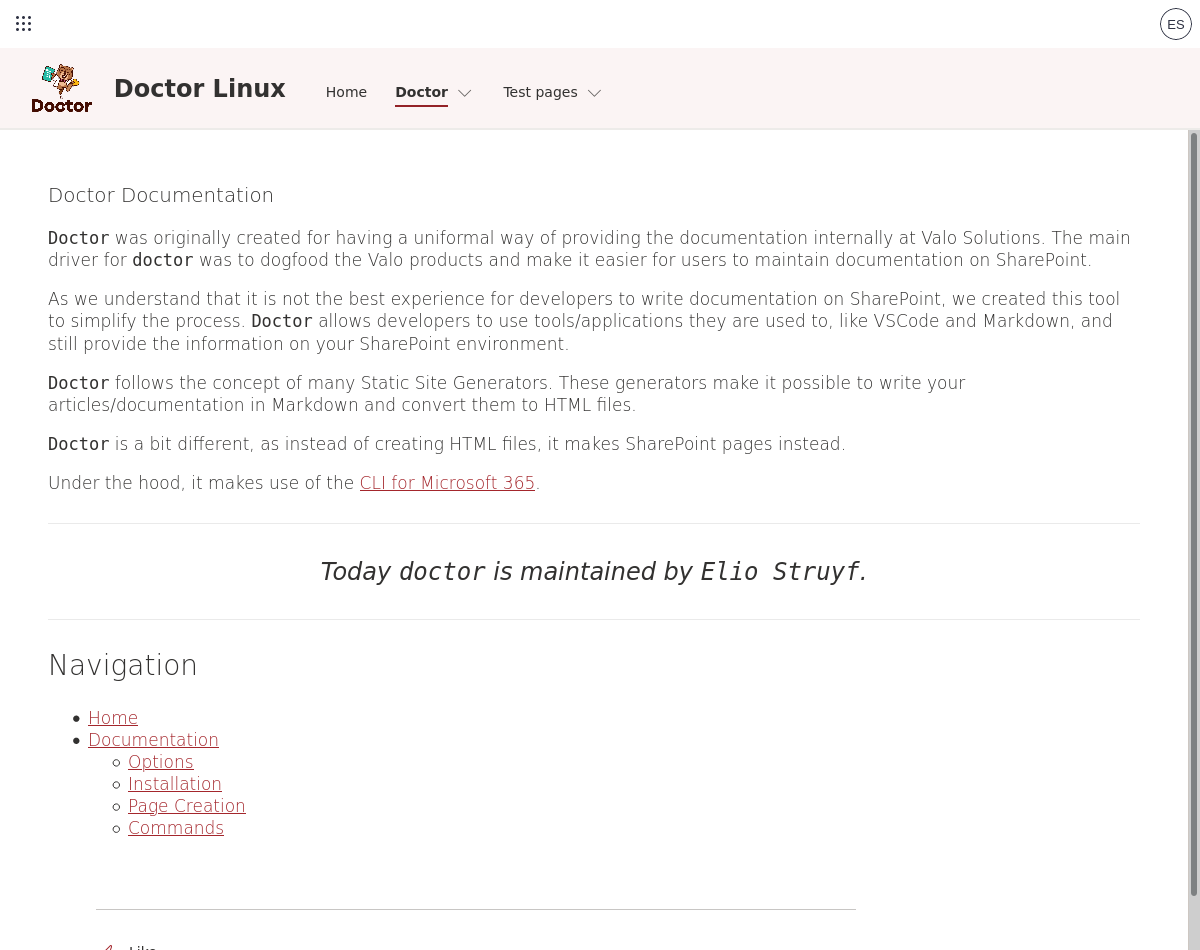 ES
Doctor
Doctor Linux
Home
Doctor
Test pages
Doctor Documentation
Doctor was originally created for having a uniformal way of providing the documentation internally at Valo Solutions. The main
driver for doctor was to dogfood the Valo products and make it easier for users to maintain documentation on SharePoint.
As we understand that it is not the best experience for developers to write documentation on SharePoint, we created this tool
to simplify the process. Doctor allows developers to use tools/applications they are used to, like VSCode and Markdown, and
still provide the information on your SharePoint environment.
Doctor follows the concept of many Static Site Generators. These generators make it possible to write your
articles/documentation in Markdown and convert them to HTML files.
Doctor is a bit different, as instead of creating HTML files, it makes SharePoint pages instead.
Under the hood, it makes use of the CLI for Microsoft 365.
Today doctor is maintained by Elio Struyf.
Navigation
Home
Documentation
Options
Installation
Page Creation
Commands
Like